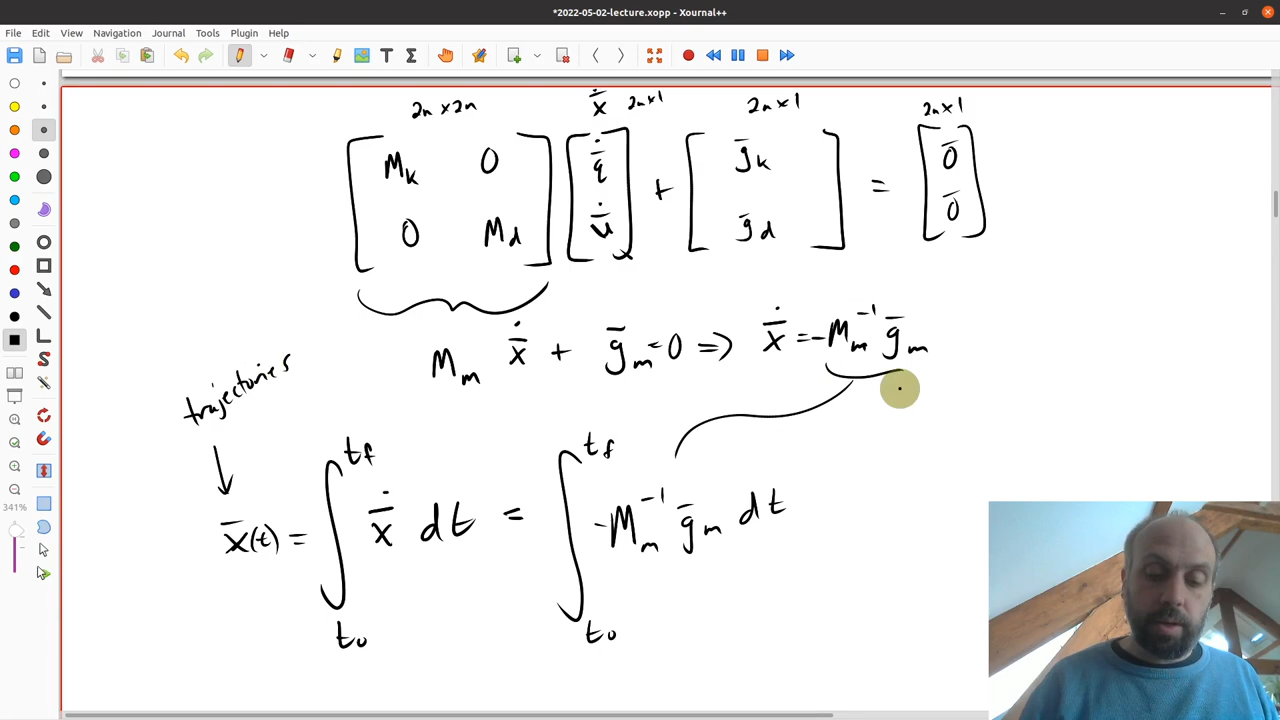 *2022-05-02-lecture.xopp - Xournal++
File Edit View Navigation Journal Tools Plugin Help
341%
2n×2n ẋ̄ 2n×1 2n×1 2n×1
[ M_k 0 ; 0 M_d ] [ q̄̇ ; ū̇ ] + [ ḡ_k ; ḡ_d ] = [ 0̄ ; 0̄ ]
M_m ẋ̄ + ḡ_m = 0 ⇒ ẋ̄ = -M_m⁻¹ ḡ_m
trajectories
x̄(t) = ∫_{t0}^{tf} ẋ̄ dt = ∫_{t0}^{tf} -M_m⁻¹ ḡ_m dt